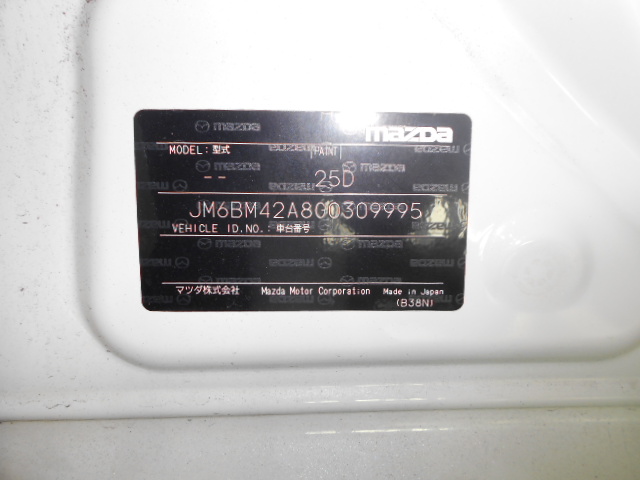 mazda
MODEL:型式 PAINT
-- 25D
JM6BM42A800309995
VEHICLE ID.NO.:車台番号
マツダ株式会社 Mazda Motor Corporation Made in Japan
(B38N)